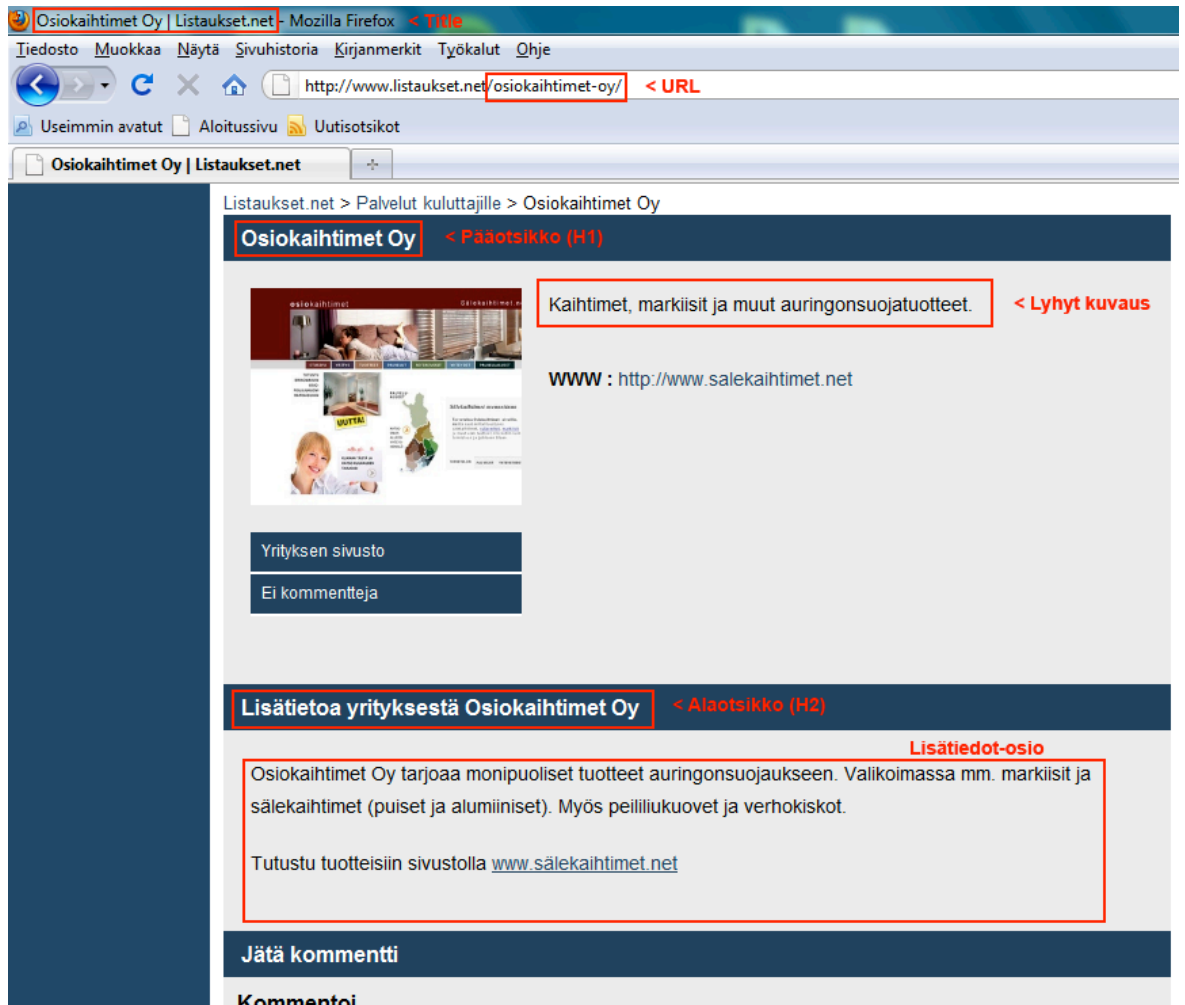 Osiokaihtimet Oy | Listaukset.net - Mozilla Firefox < Title
Tiedosto Muokkaa Näytä Sivuhistoria Kirjanmerkit Työkalut Ohje
http://www.listaukset.net/osiokaihtimet-oy/ < URL
Useimmin avatut Aloitussivu Uutisotsikot
Osiokaihtimet Oy | Listaukset.net
Listaukset.net > Palvelut kuluttajille > Osiokaihtimet Oy
Osiokaihtimet Oy < Pääotsikko (H1)
osiokaihtimet
Kaihtimet, markiisit ja muut auringonsuojatuotteet. < Lyhyt kuvaus
WWW : http://www.salekaihtimet.net
UUTTA!
Yrityksen sivusto
Ei kommentteja
Lisätietoa yrityksestä Osiokaihtimet Oy < Alaotsikko (H2)
Lisätiedot-osio
Osiokaihtimet Oy tarjoaa monipuoliset tuotteet auringonsuojaukseen. Valikoimassa mm. markiisit ja
sälekaihtimet (puiset ja alumiiniset). Myös peililiukuovet ja verhokiskot.
Tutustu tuotteisiin sivustolla www.sälekaihtimet.net
Jätä kommentti
Kommentoi